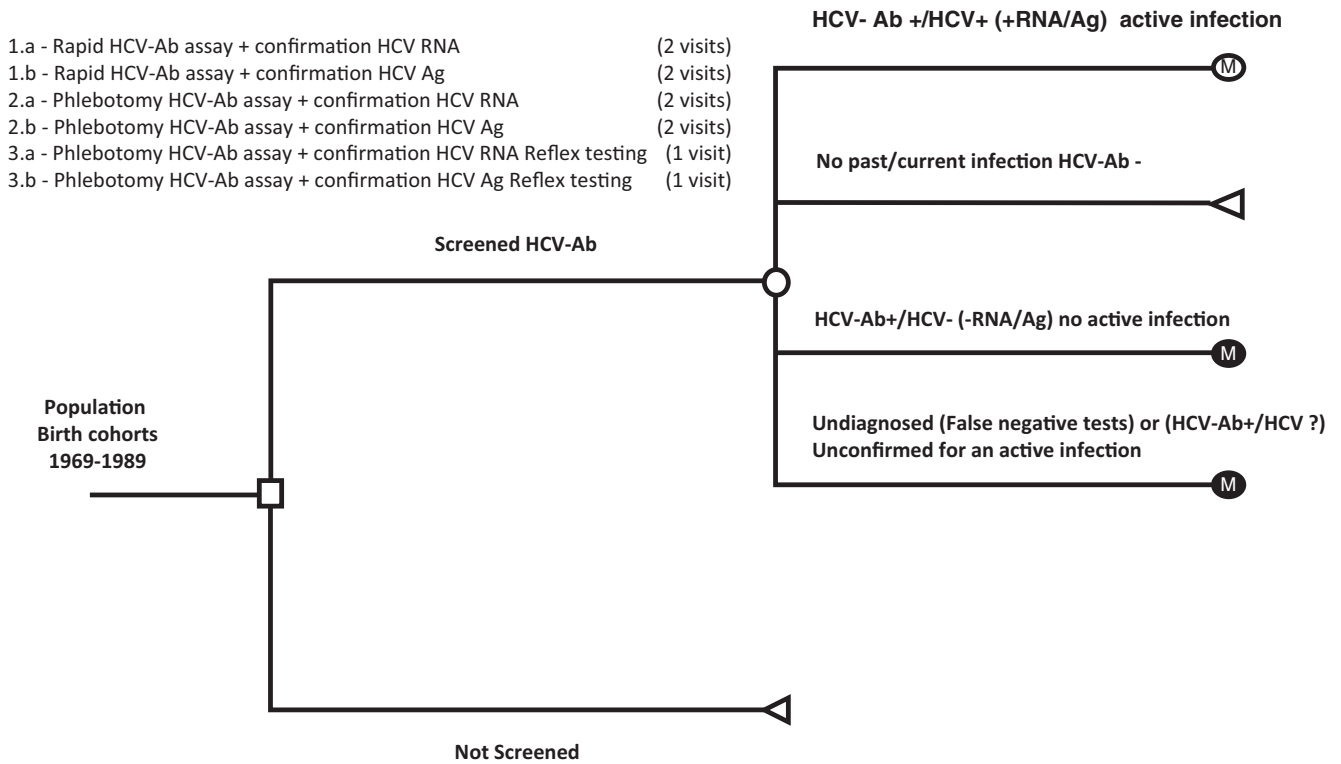 HCV- Ab +/HCV+ (+RNA/Ag) active infection
1.a - Rapid HCV-Ab assay + confirmation HCV RNA (2 visits)
1.b - Rapid HCV-Ab assay + confirmation HCV Ag (2 visits)
2.a - Phlebotomy HCV-Ab assay + confirmation HCV RNA (2 visits)
2.b - Phlebotomy HCV-Ab assay + confirmation HCV Ag (2 visits)
3.a - Phlebotomy HCV-Ab assay + confirmation HCV RNA Reflex testing (1 visit)
3.b - Phlebotomy HCV-Ab assay + confirmation HCV Ag Reflex testing (1 visit)
M
No past/current infection HCV-Ab -
Screened HCV-Ab
HCV-Ab+/HCV- (-RNA/Ag) no active infection
M
Population
Birth cohorts
1969-1989
Undiagnosed (False negative tests) or (HCV-Ab+/HCV ?)
Unconfirmed for an active infection
M
Not Screened